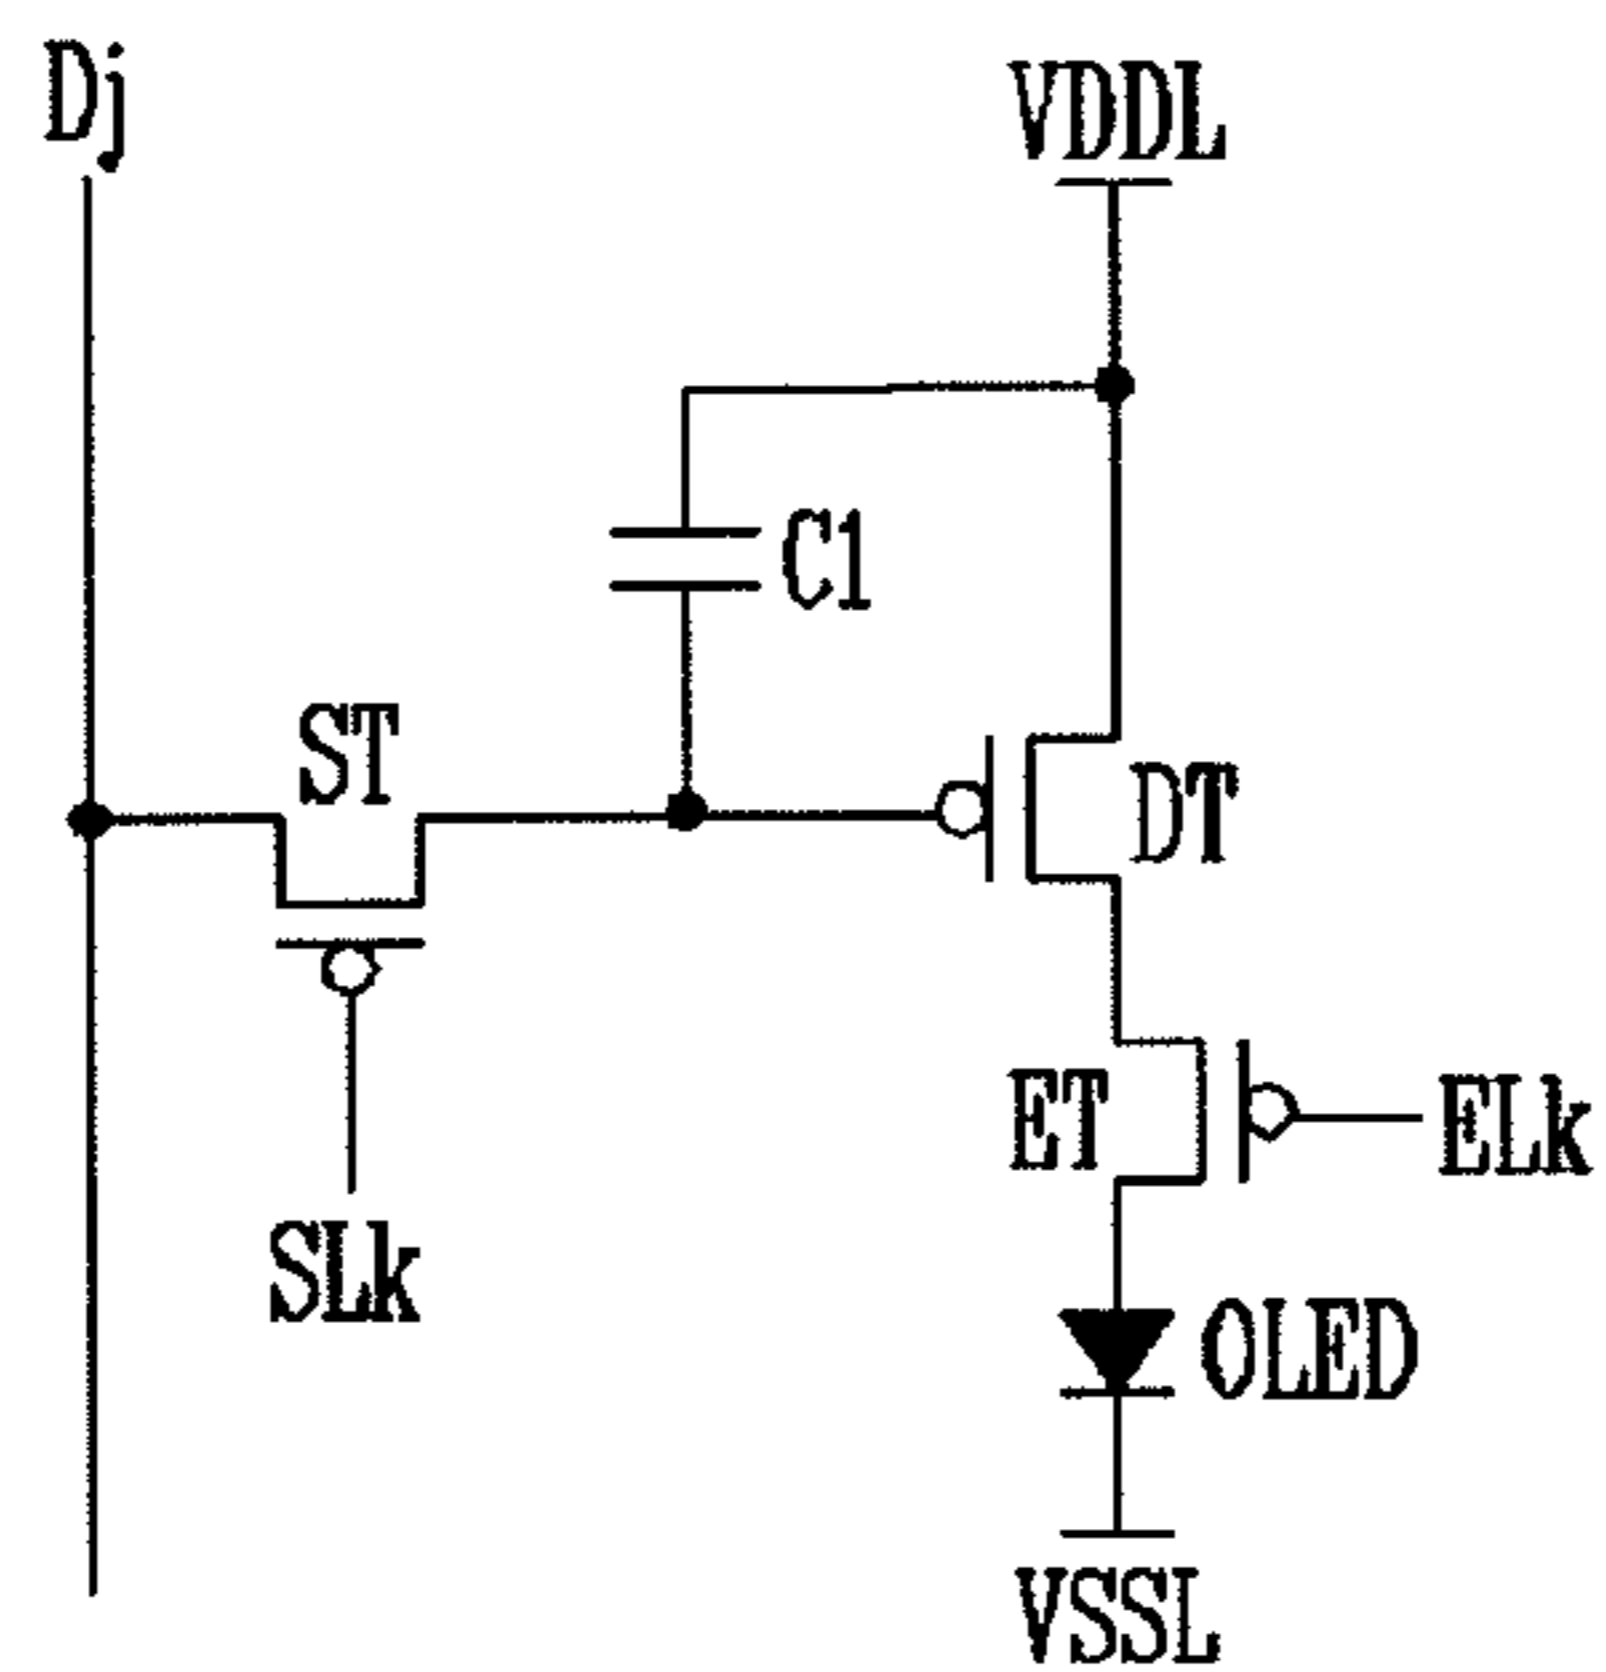 Dj
VDDL
C1
ST
DT
ET
ELk
SLk
OLED
VSSL